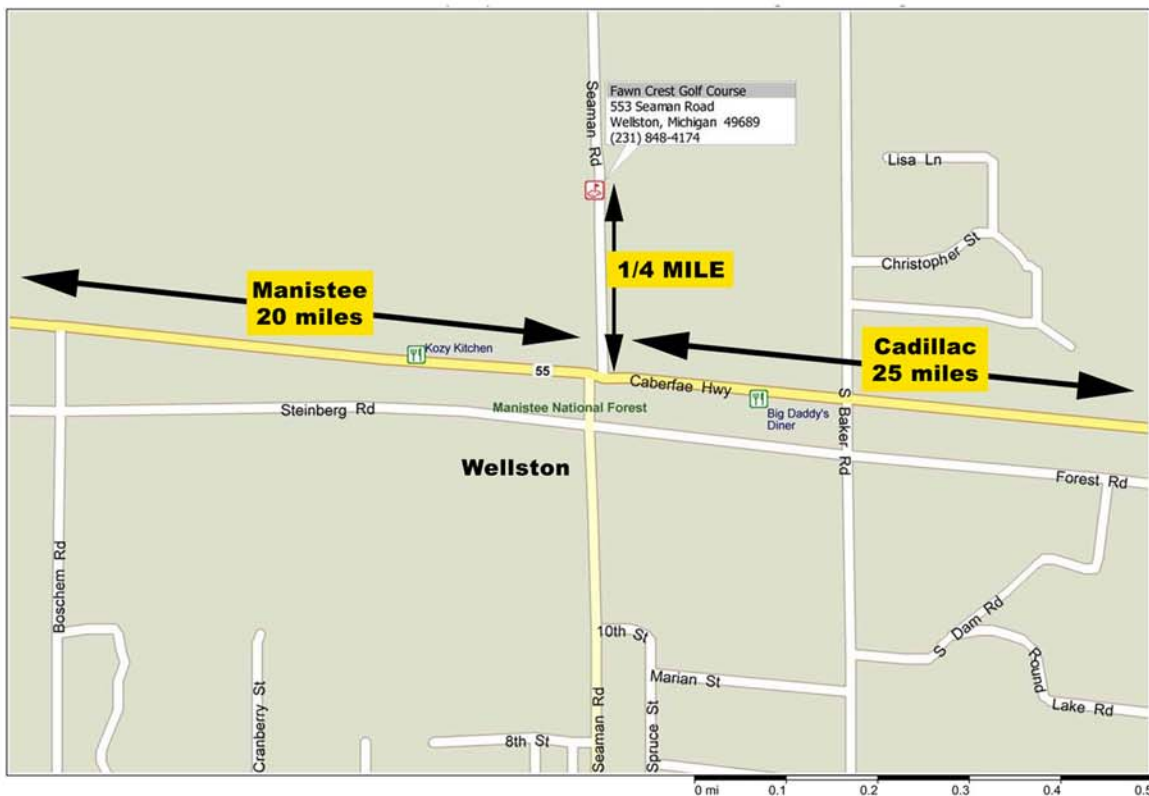 Seaman Rd
Fawn Crest Golf Course
553 Seaman Road
Wellston, Michigan 49689
(231) 848-4174
Lisa Ln
Christopher St
1/4 MILE
Manistee
20 miles
Kozy Kitchen
55
Caberfae Hwy
Cadillac
25 miles
Steinberg Rd
Manistee National Forest
Big Daddy's
Diner
S Baker Rd
Wellston
Forest Rd
Boschem Rd
10th St
S Dam Rd
Round
Lake Rd
Marian St
Cranberry St
8th St
Seaman Rd
Spruce St
0 mi 0.1 0.2 0.3 0.4 0.5